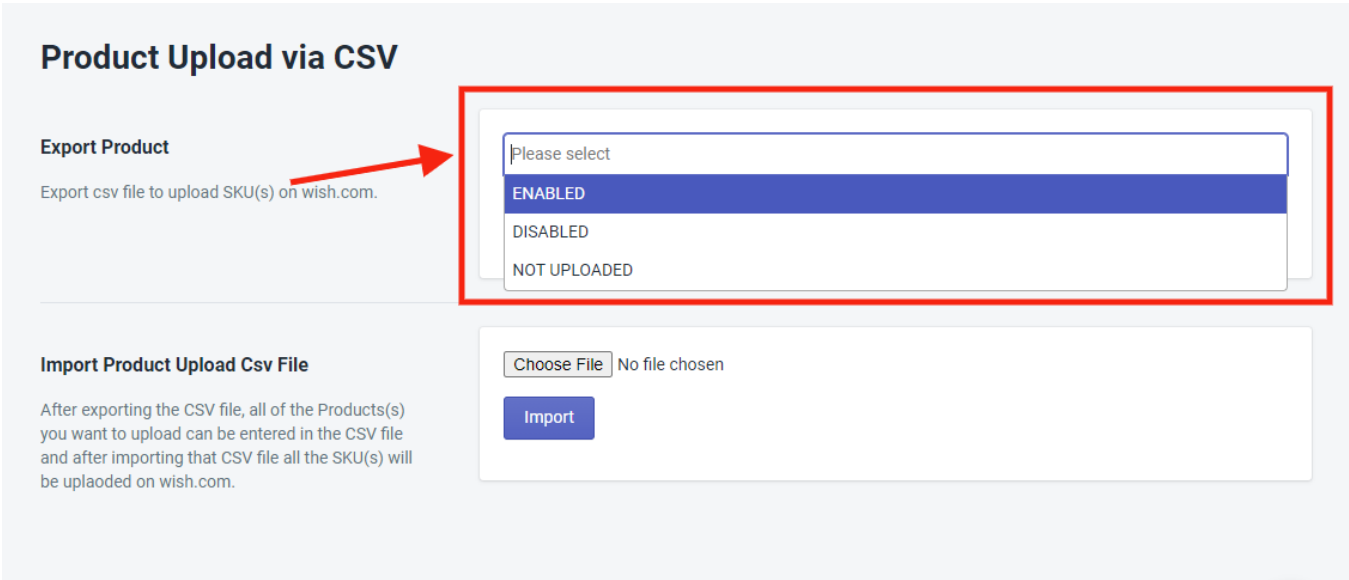 Product Upload via CSV
Export Product
Export csv file to upload SKU(s) on wish.com.
Please select
ENABLED
DISABLED
NOT UPLOADED
Import Product Upload Csv File
After exporting the CSV file, all of the Products(s)
you want to upload can be entered in the CSV file
and after importing that CSV file all the SKU(s) will
be uplaoded on wish.com.
Choose File No file chosen
Import